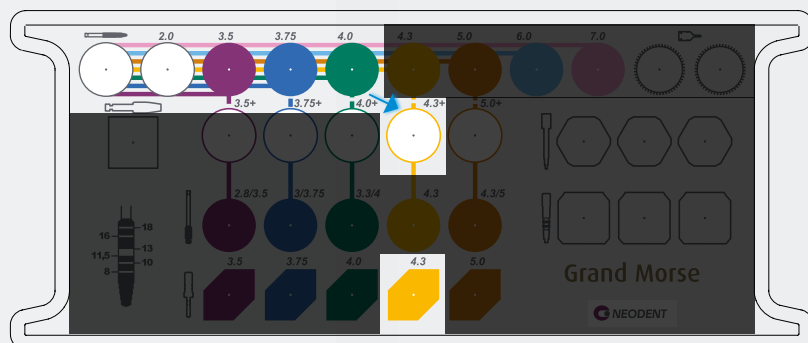 2.0 3.5 3.75 4.0 4.3 5.0 6.0 7.0
3.5+ 3.75+ 4.0+ 4.3+ 5.0+
2.8/3.5 3/3.75 3.3/4 4.3 4.3/5
18
16
13
11,5
10
8
3.5 3.75 4.0 4.3 5.0
Grand Morse
NEODENT